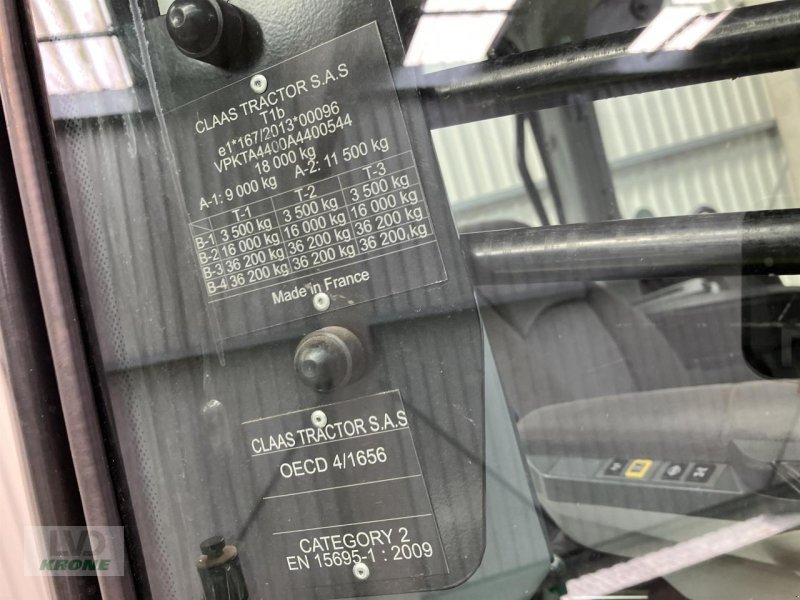 CLAAS TRACTOR S.A.S
T1b
e1*167/2013*00096
VPKTA4400A4400544
18 000 kg
A-1: 9 000 kg A-2: 11 500 kg
T-1 T-2 T-3
B-1 3 500 kg 3 500 kg 3 500 kg
B-2 16 000 kg 16 000 kg 16 000 kg
B-3 36 200 kg 36 200 kg 36 200 kg
B-4 36 200 kg 36 200 kg 36 200 kg
Made in France
CLAAS TRACTOR S.A.S
OECD 4/1656
CATEGORY 2
EN 15695-1 : 2009
LVD
KRONE